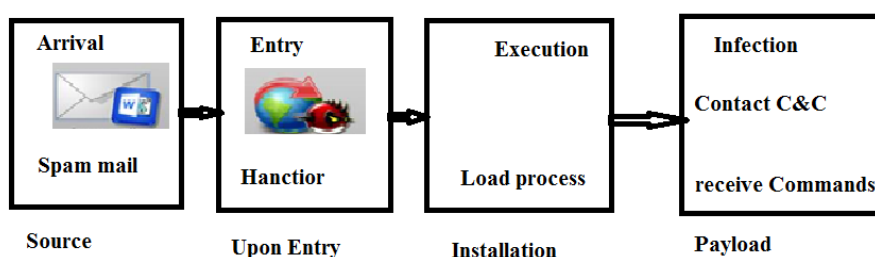 Arrival
Spam mail
Source
Entry
Hanctior
Upon Entry
Execution
Load process
Installation
Infection
Contact C&C
receive Commands
Payload